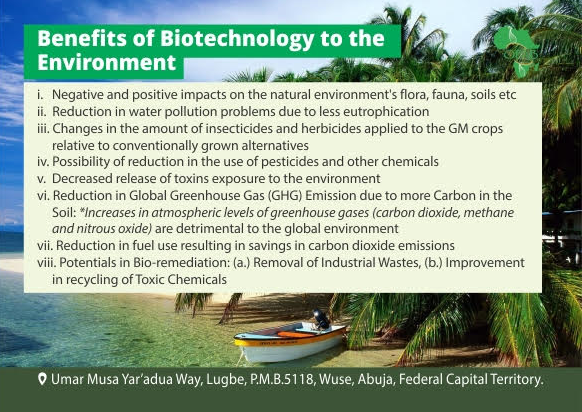 Benefits of Biotechnology to the
Environment
i. Negative and positive impacts on the natural environment's flora, fauna, soils etc
ii. Reduction in water pollution problems due to less eutrophication
iii. Changes in the amount of insecticides and herbicides applied to the GM crops
relative to conventionally grown alternatives
iv. Possibility of reduction in the use of pesticides and other chemicals
v. Decreased release of toxins exposure to the environment
vi. Reduction in Global Greenhouse Gas (GHG) Emission due to more Carbon in the
Soil: *Increases in atmospheric levels of greenhouse gases (carbon dioxide, methane
and nitrous oxide) are detrimental to the global environment
vii. Reduction in fuel use resulting in savings in carbon dioxide emissions
viii. Potentials in Bio-remediation: (a.) Removal of Industrial Wastes, (b.) Improvement
in recycling of Toxic Chemicals
Umar Musa Yar'adua Way, Lugbe, P.M.B.5118, Wuse, Abuja, Federal Capital Territory.